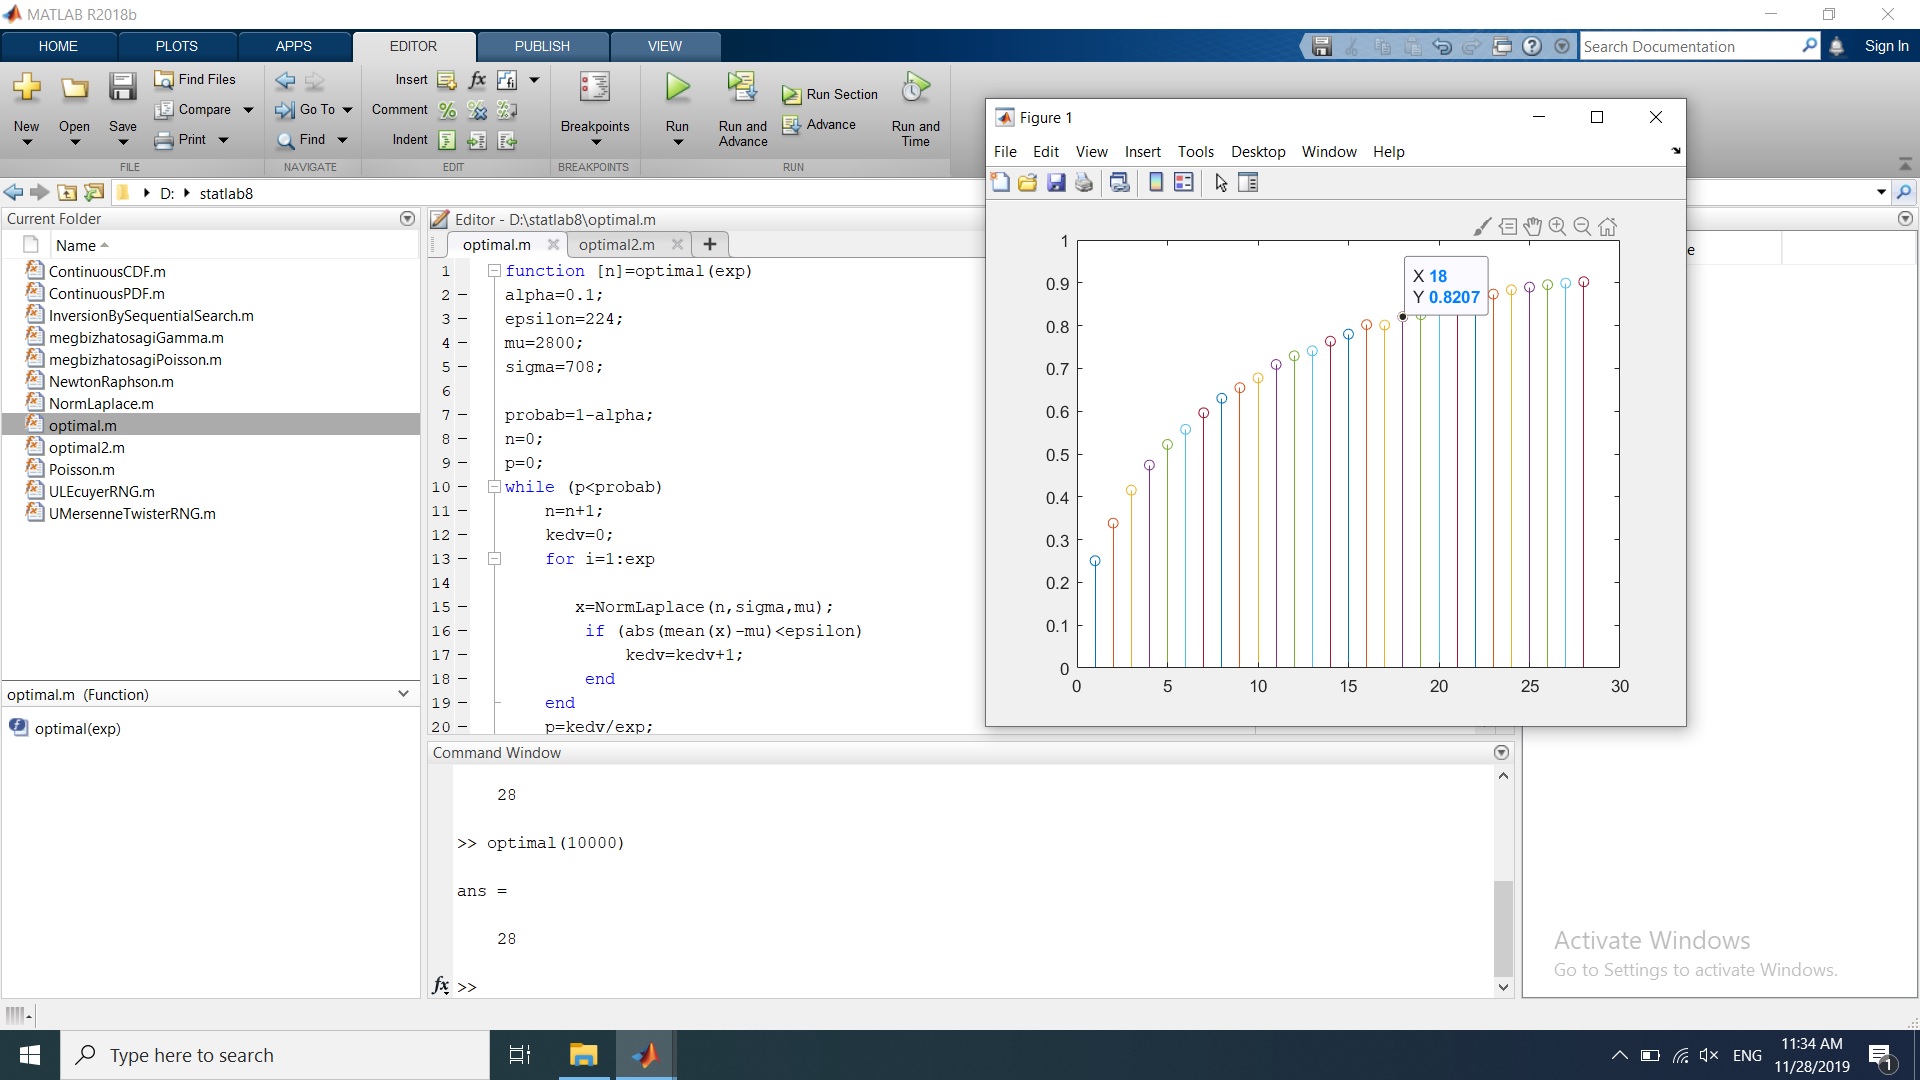 MATLAB R2018b
HOME PLOTS APPS EDITOR PUBLISH VIEW
Search Documentation
Sign In
New
Open
Save
Find Files
Compare
Print
FILE
Go To
Find
NAVIGATE
Insert
Comment
Indent
EDIT
Breakpoints
BREAKPOINTS
Run
Run and
Advance
Run Section
Advance
Run and
Time
RUN
D: statlab8
Current Folder
Name
ContinuousCDF.m
ContinuousPDF.m
InversionBySequentialSearch.m
megbizhatosagiGamma.m
megbizhatosagiPoisson.m
NewtonRaphson.m
NormLaplace.m
optimal.m
optimal2.m
Poisson.m
ULEcuyerRNG.m
UMersenneTwisterRNG.m
optimal.m (Function)
optimal(exp)
Editor - D:\statlab8\optimal.m
optimal.m optimal2.m
1 function [n]=optimal(exp)
2 alpha=0.1;
3 epsilon=224;
4 mu=2800;
5 sigma=708;
6
7 probab=1-alpha;
8 n=0;
9 p=0;
10 while (p<probab)
11 n=n+1;
12 kedv=0;
13 for i=1:exp
14
15 x=NormLaplace(n,sigma,mu);
16 if (abs(mean(x)-mu)<epsilon)
17 kedv=kedv+1;
18 end
19 end
20 p=kedv/exp;
Command Window
28
>> optimal(10000)
ans =
28
fx >>
Figure 1
File Edit View Insert Tools Desktop Window Help
X 18
Y 0.8207
1
0.9
0.8
0.7
0.6
0.5
0.4
0.3
0.2
0.1
0
0 5 10 15 20 25 30
e
Activate Windows
Go to Settings to activate Windows.
Type here to search
ENG
11:34 AM
11/28/2019
1